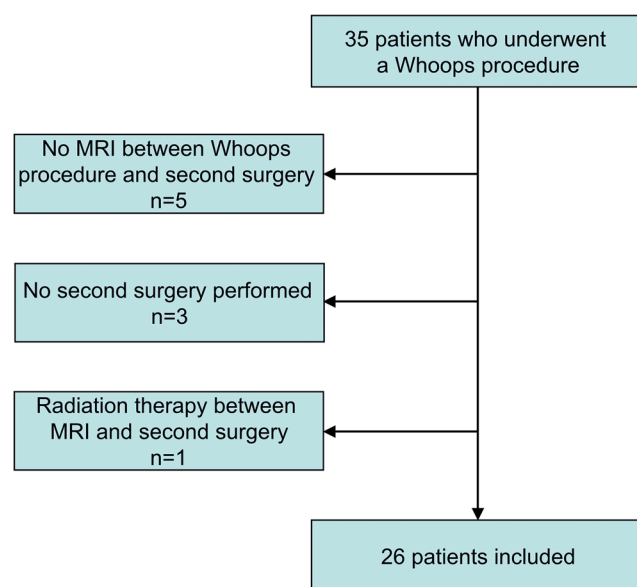 35 patients who underwent
a Whoops procedure
No MRI between Whoops
procedure and second surgery
n=5
No second surgery performed
n=3
Radiation therapy between
MRI and second surgery
n=1
26 patients included